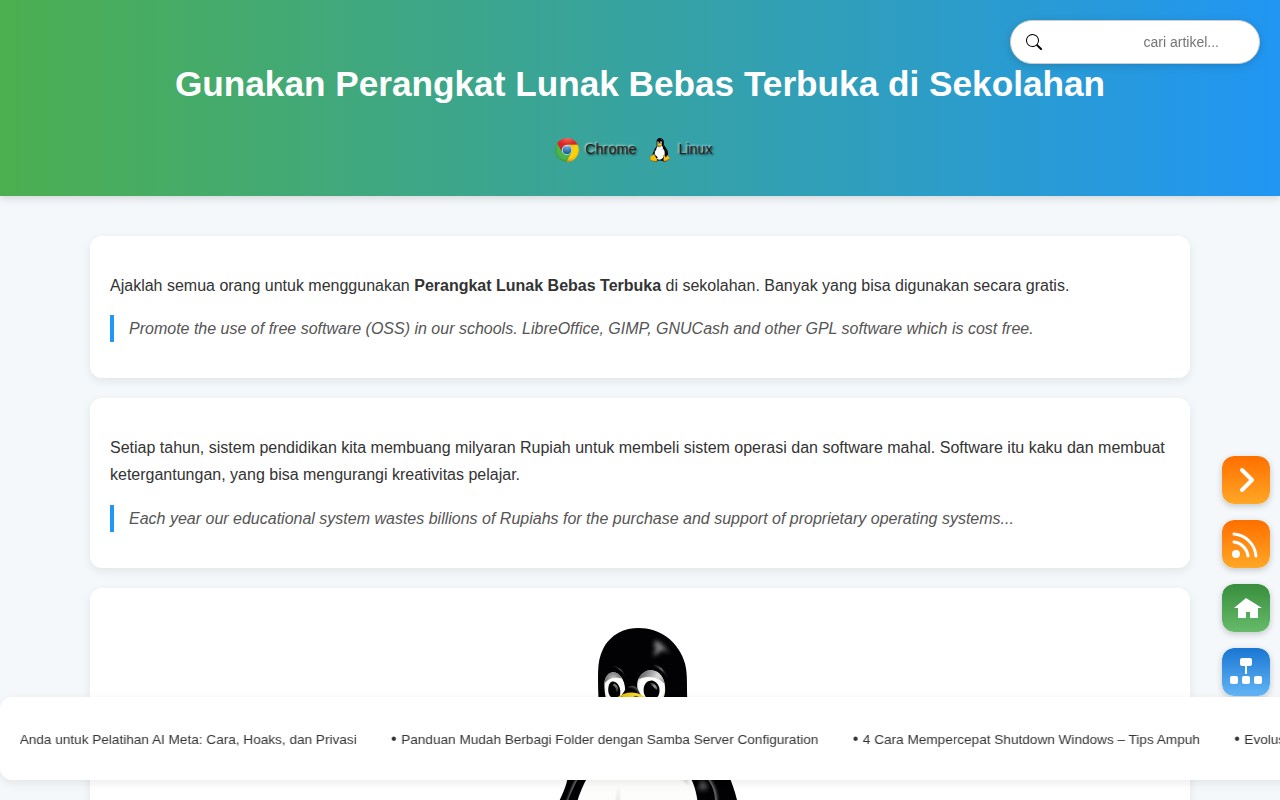 cari artikel...
Gunakan Perangkat Lunak Bebas Terbuka di Sekolahan
Chrome Linux
Ajaklah semua orang untuk menggunakan Perangkat Lunak Bebas Terbuka di sekolahan. Banyak yang bisa digunakan secara gratis.
Promote the use of free software (OSS) in our schools. LibreOffice, GIMP, GNUCash and other GPL software which is cost free.
Setiap tahun, sistem pendidikan kita membuang milyaran Rupiah untuk membeli sistem operasi dan software mahal. Software itu kaku dan membuat
ketergantungan, yang bisa mengurangi kreativitas pelajar.
Each year our educational system wastes billions of Rupiahs for the purchase and support of proprietary operating systems...
Anda untuk Pelatihan AI Meta: Cara, Hoaks, dan Privasi • Panduan Mudah Berbagi Folder dengan Samba Server Configuration • 4 Cara Mempercepat Shutdown Windows – Tips Ampuh •